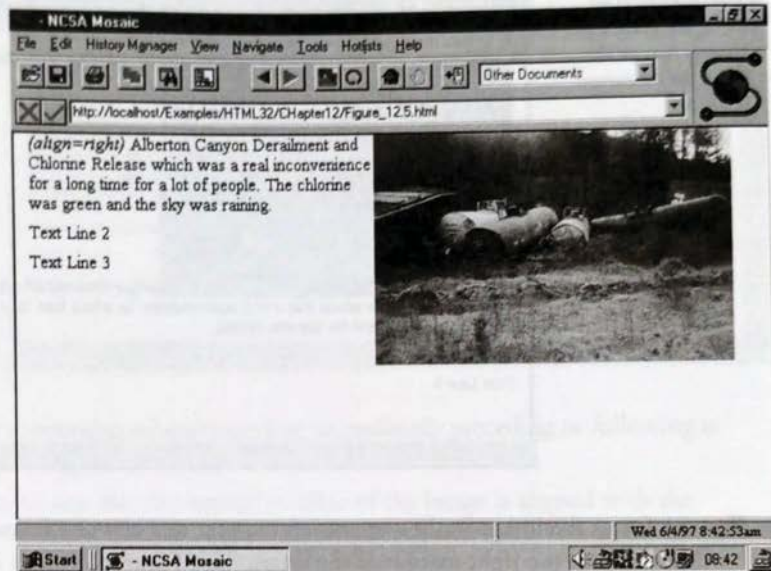 - NCSA Mosaic
File Edit History Manager View Navigate Tools Hotlists Help
Other Documents
http://localhost/Examples/HTML32/CHapter12/Figure_12.5.html
(align=right) Alberton Canyon Derailment and
Chlorine Release which was a real inconvenience
for a long time for a lot of people. The chlorine
was green and the sky was raining.
Text Line 2
Text Line 3
Wed 6/4/97 8:42:53am
Start - NCSA Mosaic 08:42